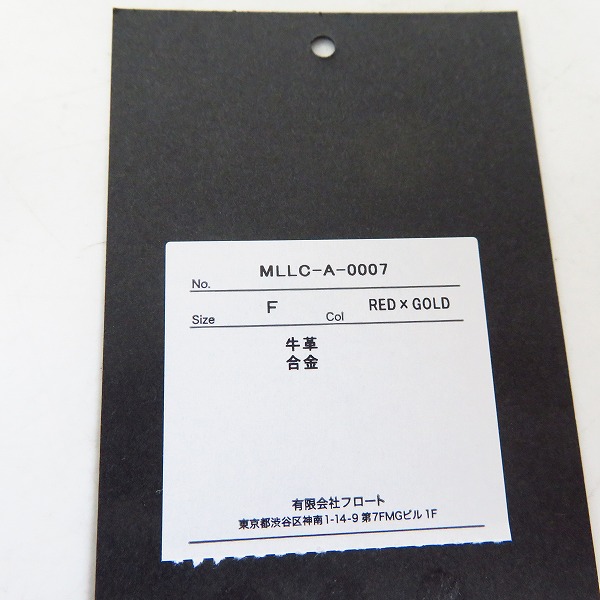 No. MLLC-A-0007
Size F Col RED×GOLD
牛革
合金
有限会社フロート
東京都渋谷区神南1-14-9 第7FMGビル 1F